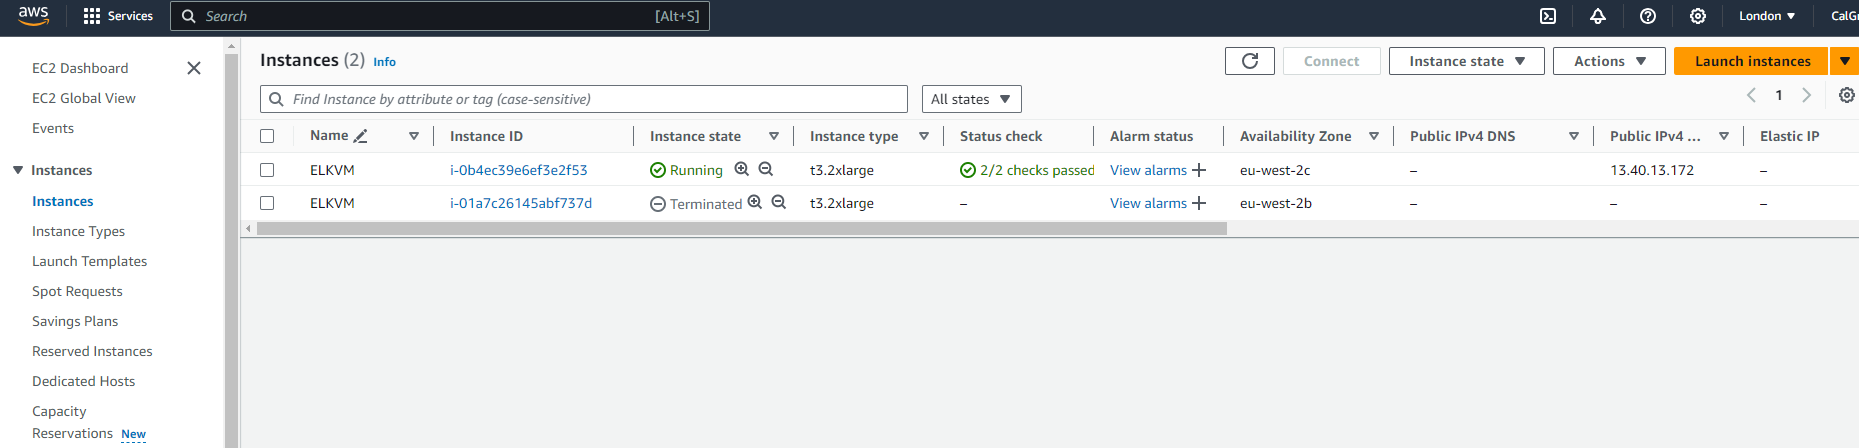 aws
Services
Search [Alt+S]
London
EC2 Dashboard
EC2 Global View
Events
Instances
Instances
Instance Types
Launch Templates
Spot Requests
Savings Plans
Reserved Instances
Dedicated Hosts
Capacity
Reservations New
Instances (2) Info
Connect
Instance state
Actions
Launch instances
Find Instance by attribute or tag (case-sensitive)
All states
1
Name Instance ID Instance state Instance type Status check Alarm status Availability Zone Public IPv4 DNS Public IPv4 ... Elastic IP
ELKVM i-0b4ec39e6ef3e2f53 Running t3.2xlarge 2/2 checks passed View alarms + eu-west-2c – 13.40.13.172 –
ELKVM i-01a7c26145abf737d Terminated t3.2xlarge – View alarms + eu-west-2b – – –